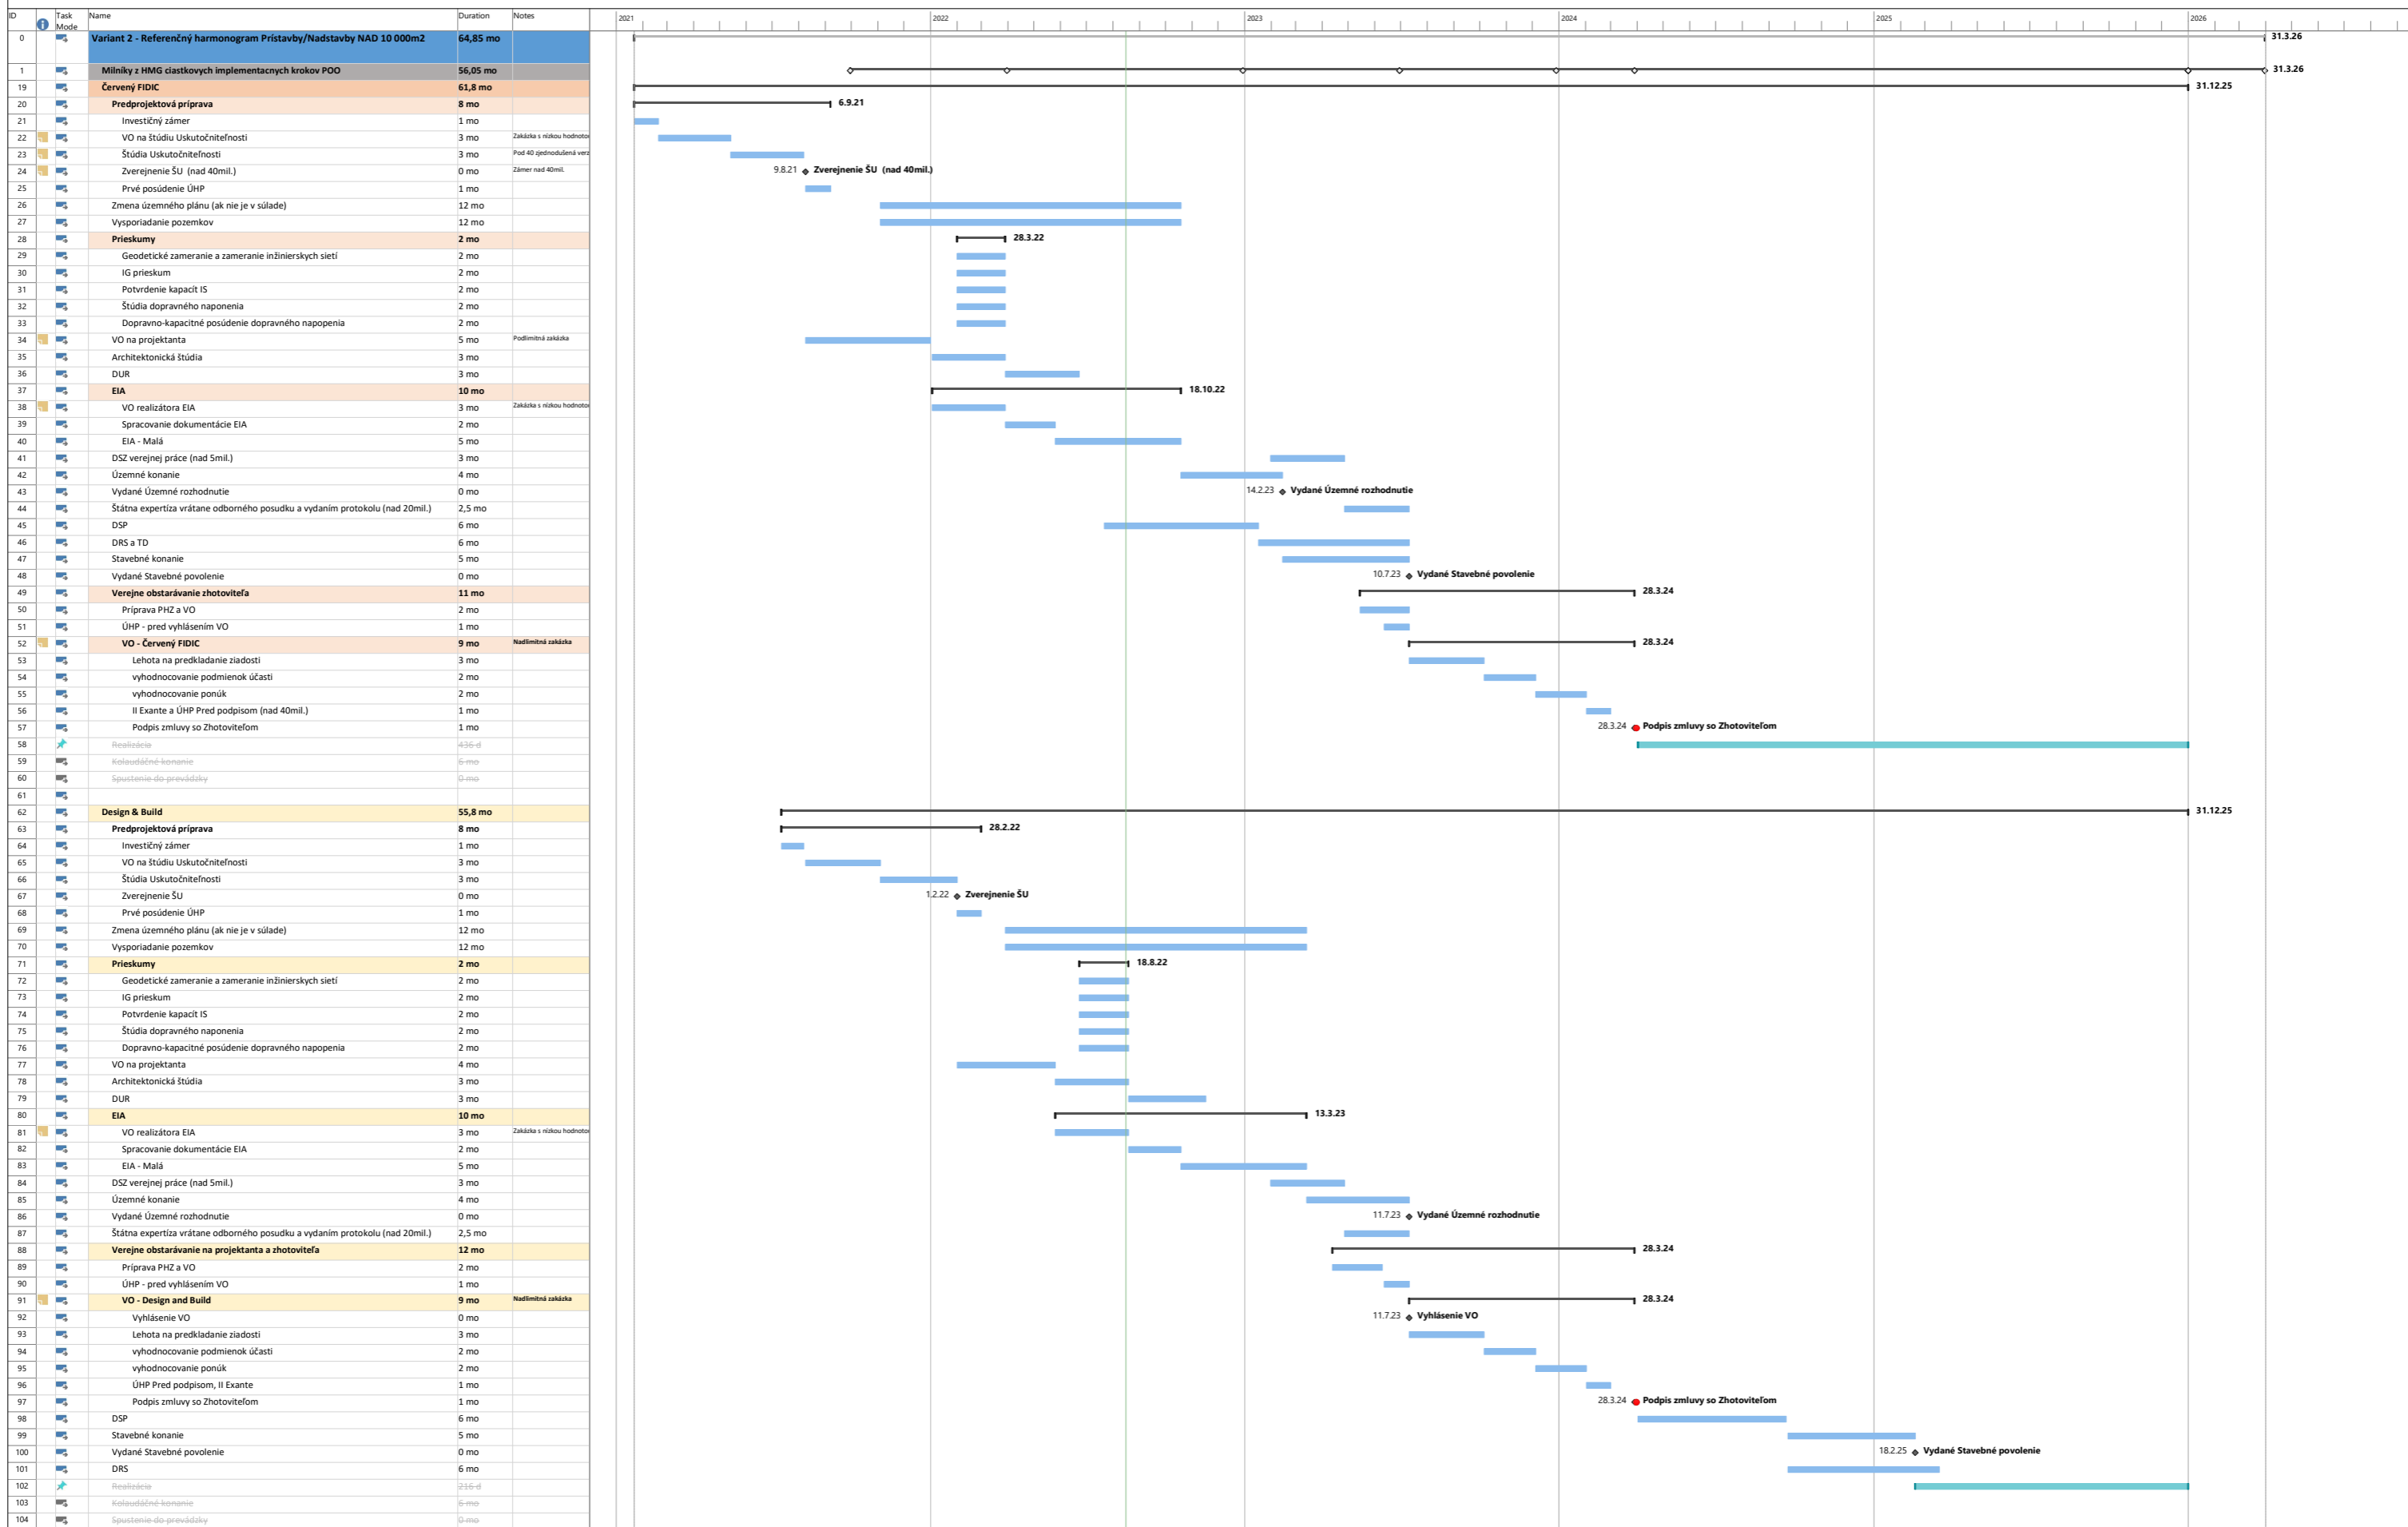 ID Task Mode Name Duration Notes 2021 2022 2023 2024 2025 2026
0 Variant 2 - Referenčný harmonogram Prístavby/Nadstavby NAD 10 000m2 64,85 mo 31.3.26
1 Milníky z HMG ciastkovych implementacnych krokov POO 56,05 mo 31.3.26
19 Červený FIDIC 61,8 mo 31.12.25
20 Predprojektová príprava 8 mo 6.9.21
21 Investičný zámer 1 mo
22 VO na štúdiu Uskutočniteľnosti 3 mo Zakázka s nízkou hodnotou
23 Štúdia Uskutočniteľnosti 3 mo Pod 40 zjednodušená verz
24 Zverejnenie ŠU (nad 40mil.) 0 mo Zámer nad 40mil. 9.8.21 Zverejnenie ŠU (nad 40mil.)
25 Prvé posúdenie ÚHP 1 mo
26 Zmena územného plánu (ak nie je v súlade) 12 mo
27 Vysporiadanie pozemkov 12 mo
28 Prieskumy 2 mo 28.3.22
29 Geodetické zameranie a zameranie inžinierskych sietí 2 mo
30 IG prieskum 2 mo
31 Potvrdenie kapacít IS 2 mo
32 Štúdia dopravného naponenia 2 mo
33 Dopravno-kapacitné posúdenie dopravného napopenia 2 mo
34 VO na projektanta 5 mo Podlimitná zakázka
35 Architektonická štúdia 3 mo
36 DUR 3 mo
37 EIA 10 mo 18.10.22
38 VO realizátora EIA 3 mo Zakázka s nízkou hodnotou
39 Spracovanie dokumentácie EIA 2 mo
40 EIA - Malá 5 mo
41 DSZ verejnej práce (nad 5mil.) 3 mo
42 Územné konanie 4 mo
43 Vydané Územné rozhodnutie 0 mo 14.2.23 Vydané Územné rozhodnutie
44 Štátna expertíza vrátane odborného posudku a vydaním protokolu (nad 20mil.) 2,5 mo
45 DSP 6 mo
46 DRS a TD 6 mo
47 Stavebné konanie 5 mo
48 Vydané Stavebné povolenie 0 mo 10.7.23 Vydané Stavebné povolenie
49 Verejne obstarávanie zhotoviteľa 11 mo 28.3.24
50 Príprava PHZ a VO 2 mo
51 ÚHP - pred vyhlásením VO 1 mo
52 VO - Červený FIDIC 9 mo Nadlimitná zakázka 28.3.24
53 Lehota na predkladanie ziadosti 3 mo
54 vyhodnocovanie podmienok účasti 2 mo
55 vyhodnocovanie ponúk 2 mo
56 II Exante a ÚHP Pred podpisom (nad 40mil.) 1 mo
57 Podpis zmluvy so Zhotoviteľom 1 mo 28.3.24 Podpis zmluvy so Zhotoviteľom
58 Realizácia 436 d
59 Kolaudáčné konanie 6 mo
60 Spustenie do prevádzky 0 mo
61
62 Design & Build 55,8 mo 31.12.25
63 Predprojektová príprava 8 mo 28.2.22
64 Investičný zámer 1 mo
65 VO na štúdiu Uskutočniteľnosti 3 mo
66 Štúdia Uskutočniteľnosti 3 mo
67 Zverejnenie ŠU 0 mo 1.2.22 Zverejnenie ŠU
68 Prvé posúdenie ÚHP 1 mo
69 Zmena územného plánu (ak nie je v súlade) 12 mo
70 Vysporiadanie pozemkov 12 mo
71 Prieskumy 2 mo 18.8.22
72 Geodetické zameranie a zameranie inžinierskych sietí 2 mo
73 IG prieskum 2 mo
74 Potvrdenie kapacít IS 2 mo
75 Štúdia dopravného naponenia 2 mo
76 Dopravno-kapacitné posúdenie dopravného napopenia 2 mo
77 VO na projektanta 4 mo
78 Architektonická štúdia 3 mo
79 DUR 3 mo
80 EIA 10 mo 13.3.23
81 VO realizátora EIA 3 mo Zakázka s nízkou hodnotou
82 Spracovanie dokumentácie EIA 2 mo
83 EIA - Malá 5 mo
84 DSZ verejnej práce (nad 5mil.) 3 mo
85 Územné konanie 4 mo
86 Vydané Územné rozhodnutie 0 mo 11.7.23 Vydané Územné rozhodnutie
87 Štátna expertíza vrátane odborného posudku a vydaním protokolu (nad 20mil.) 2,5 mo
88 Verejne obstarávanie na projektanta a zhotoviteľa 12 mo 28.3.24
89 Príprava PHZ a VO 2 mo
90 ÚHP - pred vyhlásením VO 1 mo
91 VO - Design and Build 9 mo Nadlimitná zakázka 28.3.24
92 Vyhlásenie VO 0 mo 11.7.23 Vyhlásenie VO
93 Lehota na predkladanie ziadosti 3 mo
94 vyhodnocovanie podmienok účasti 2 mo
95 vyhodnocovanie ponúk 2 mo
96 ÚHP Pred podpisom, II Exante 1 mo
97 Podpis zmluvy so Zhotoviteľom 1 mo 28.3.24 Podpis zmluvy so Zhotoviteľom
98 DSP 6 mo
99 Stavebné konanie 5 mo
100 Vydané Stavebné povolenie 0 mo 18.2.25 Vydané Stavebné povolenie
101 DRS 6 mo
102 Realizácia 216 d
103 Kolaudáčné konanie 6 mo
104 Spustenie do prevádzky 0 mo